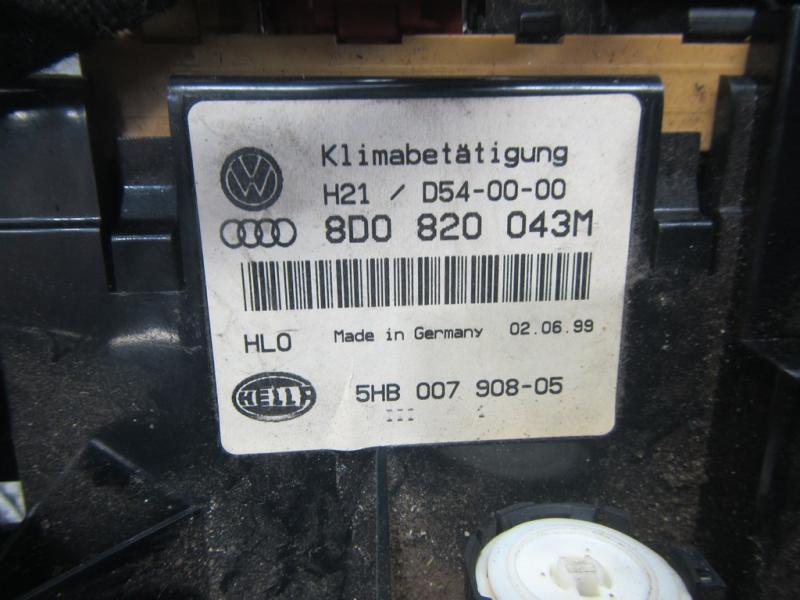 Klimabetätigung
H21 / D54-00-00
8D0 820 043M
HLO Made in Germany 02.06.99
HELLA 5HB 007 908-05